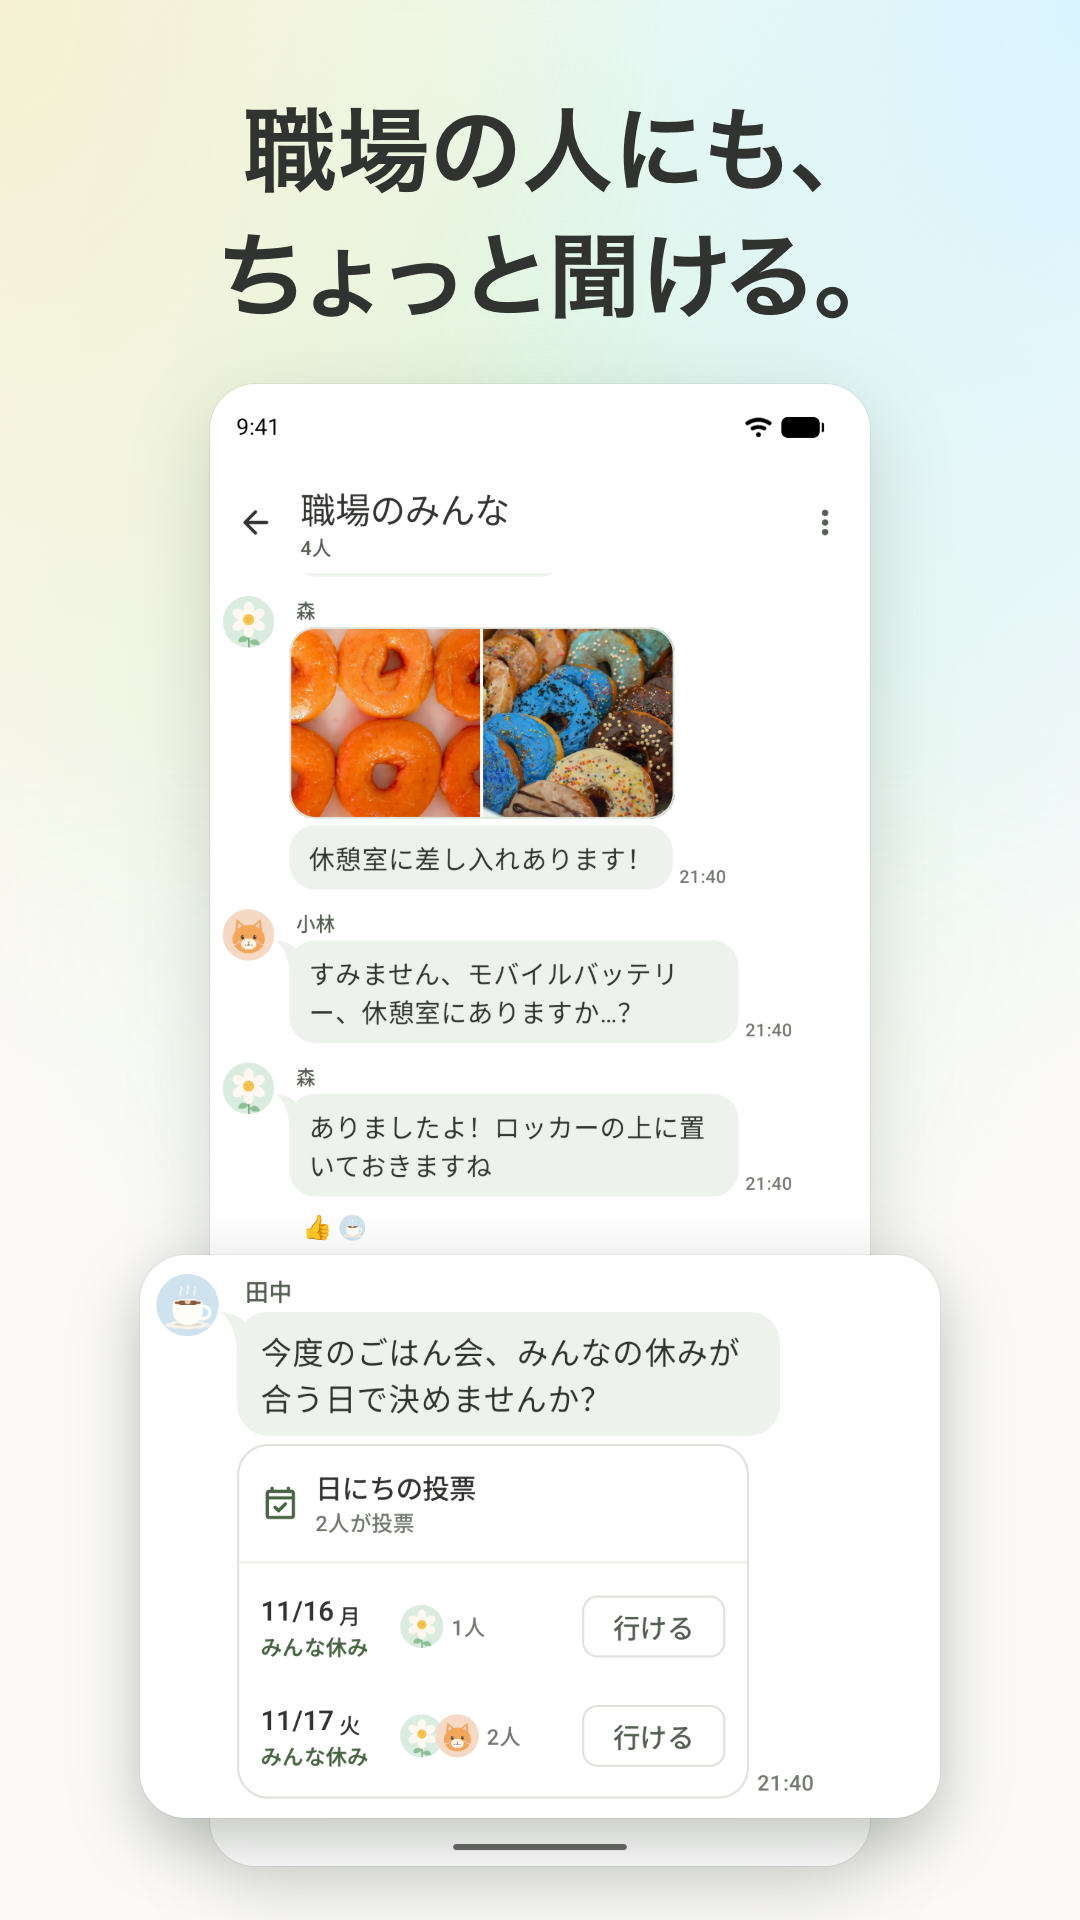 職場の人にも、
ちょっと聞ける。
9:41
職場のみんな
4人
森
休憩室に差し入れあります！
21:40
小林
すみません、モバイルバッテリ
ー、休憩室にありますか…？
21:40
森
ありましたよ！ロッカーの上に置
いておきますね
21:40
田中
今度のごはん会、みんなの休みが
合う日で決めませんか？
日にちの投票
2人が投票
11/16 月
みんな休み
1人
行ける
11/17 火
みんな休み
2人
行ける
21:40